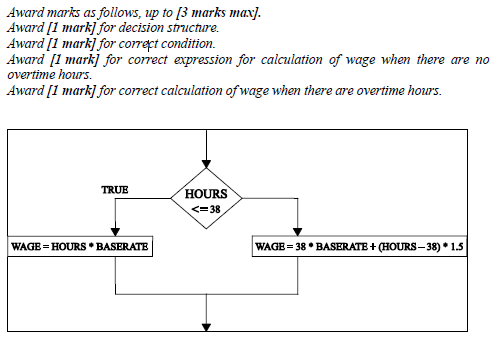 Award marks as follows, up to [3 marks max].
Award [1 mark] for decision structure.
Award [1 mark] for correct condition.
Award [1 mark] for correct expression for calculation of wage when there are no
overtime hours.
Award [1 mark] for correct calculation of wage when there are overtime hours.
TRUE
HOURS
<=38
WAGE = HOURS * BASERATE
WAGE = 38 * BASERATE + (HOURS – 38) * 1.5